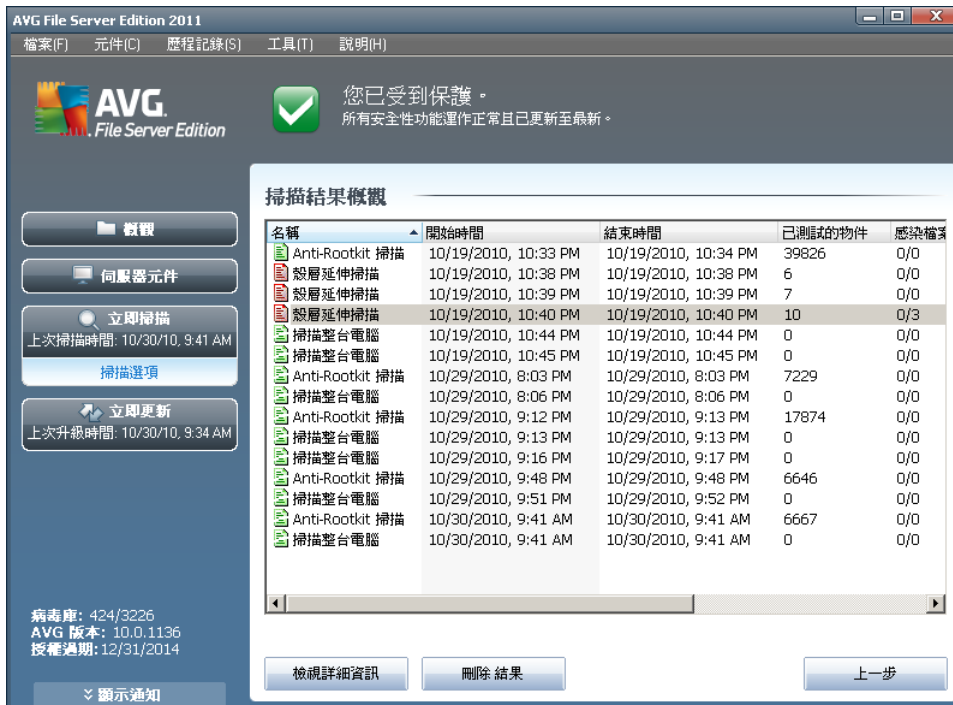 AVG File Server Edition 2011
檔案(F) 元件(C) 歷程記錄(S) 工具(T) 說明(H)
AVG.
File Server Edition
您已受到保護。
所有安全性功能運作正常且已更新至最新。
概觀
伺服器元件
立即掃描
上次掃描時間: 10/30/10, 9:41 AM
掃描選項
立即更新
上次升級時間: 10/30/10, 9:34 AM
病毒庫: 424/3226
AVG 版本: 10.0.1136
授權過期:12/31/2014
顯示通知
掃描結果概觀
名稱 開始時間 結束時間 已測試的物件 感染檔案
Anti-Rootkit 掃描 10/19/2010, 10:33 PM 10/19/2010, 10:34 PM 39826 0/0
殼層延伸掃描 10/19/2010, 10:38 PM 10/19/2010, 10:38 PM 6 0/0
殼層延伸掃描 10/19/2010, 10:39 PM 10/19/2010, 10:39 PM 7 0/0
殼層延伸掃描 10/19/2010, 10:40 PM 10/19/2010, 10:40 PM 10 0/3
掃描整台電腦 10/19/2010, 10:44 PM 10/19/2010, 10:44 PM 0 0/0
掃描整台電腦 10/19/2010, 10:45 PM 10/19/2010, 10:45 PM 0 0/0
Anti-Rootkit 掃描 10/29/2010, 8:03 PM 10/29/2010, 8:03 PM 7229 0/0
掃描整台電腦 10/29/2010, 8:06 PM 10/29/2010, 8:06 PM 0 0/0
Anti-Rootkit 掃描 10/29/2010, 9:12 PM 10/29/2010, 9:13 PM 17874 0/0
掃描整台電腦 10/29/2010, 9:13 PM 10/29/2010, 9:13 PM 0 0/0
掃描整台電腦 10/29/2010, 9:16 PM 10/29/2010, 9:17 PM 0 0/0
Anti-Rootkit 掃描 10/29/2010, 9:48 PM 10/29/2010, 9:48 PM 6646 0/0
掃描整台電腦 10/29/2010, 9:51 PM 10/29/2010, 9:52 PM 0 0/0
Anti-Rootkit 掃描 10/30/2010, 9:41 AM 10/30/2010, 9:41 AM 6667 0/0
掃描整台電腦 10/30/2010, 9:41 AM 10/30/2010, 9:41 AM 0 0/0
檢視詳細資訊 刪除 結果 上一步